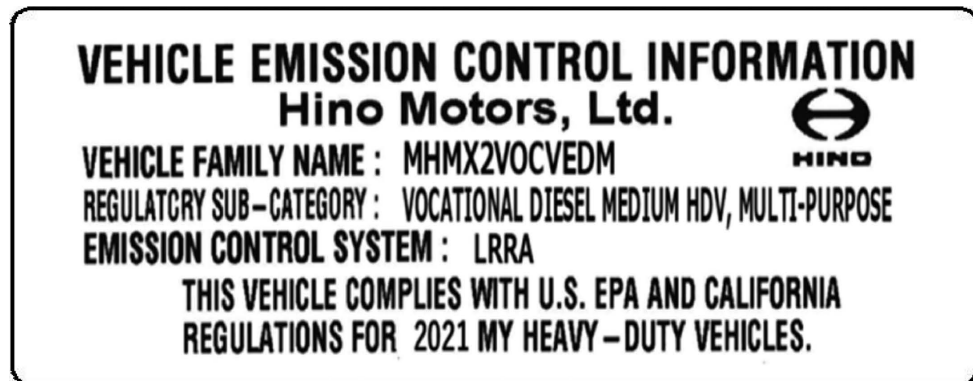 VEHICLE EMISSION CONTROL INFORMATION
Hino Motors, Ltd.
HINO
VEHICLE FAMILY NAME : MHMX2VOCVEDM
REGULATCRY SUB-CATEGORY : VOCATIONAL DIESEL MEDIUM HDV, MULTI-PURPOSE
EMISSION CONTROL SYSTEM : LRRA
THIS VEHICLE COMPLIES WITH U.S. EPA AND CALIFORNIA
REGULATIONS FOR 2021 MY HEAVY-DUTY VEHICLES.